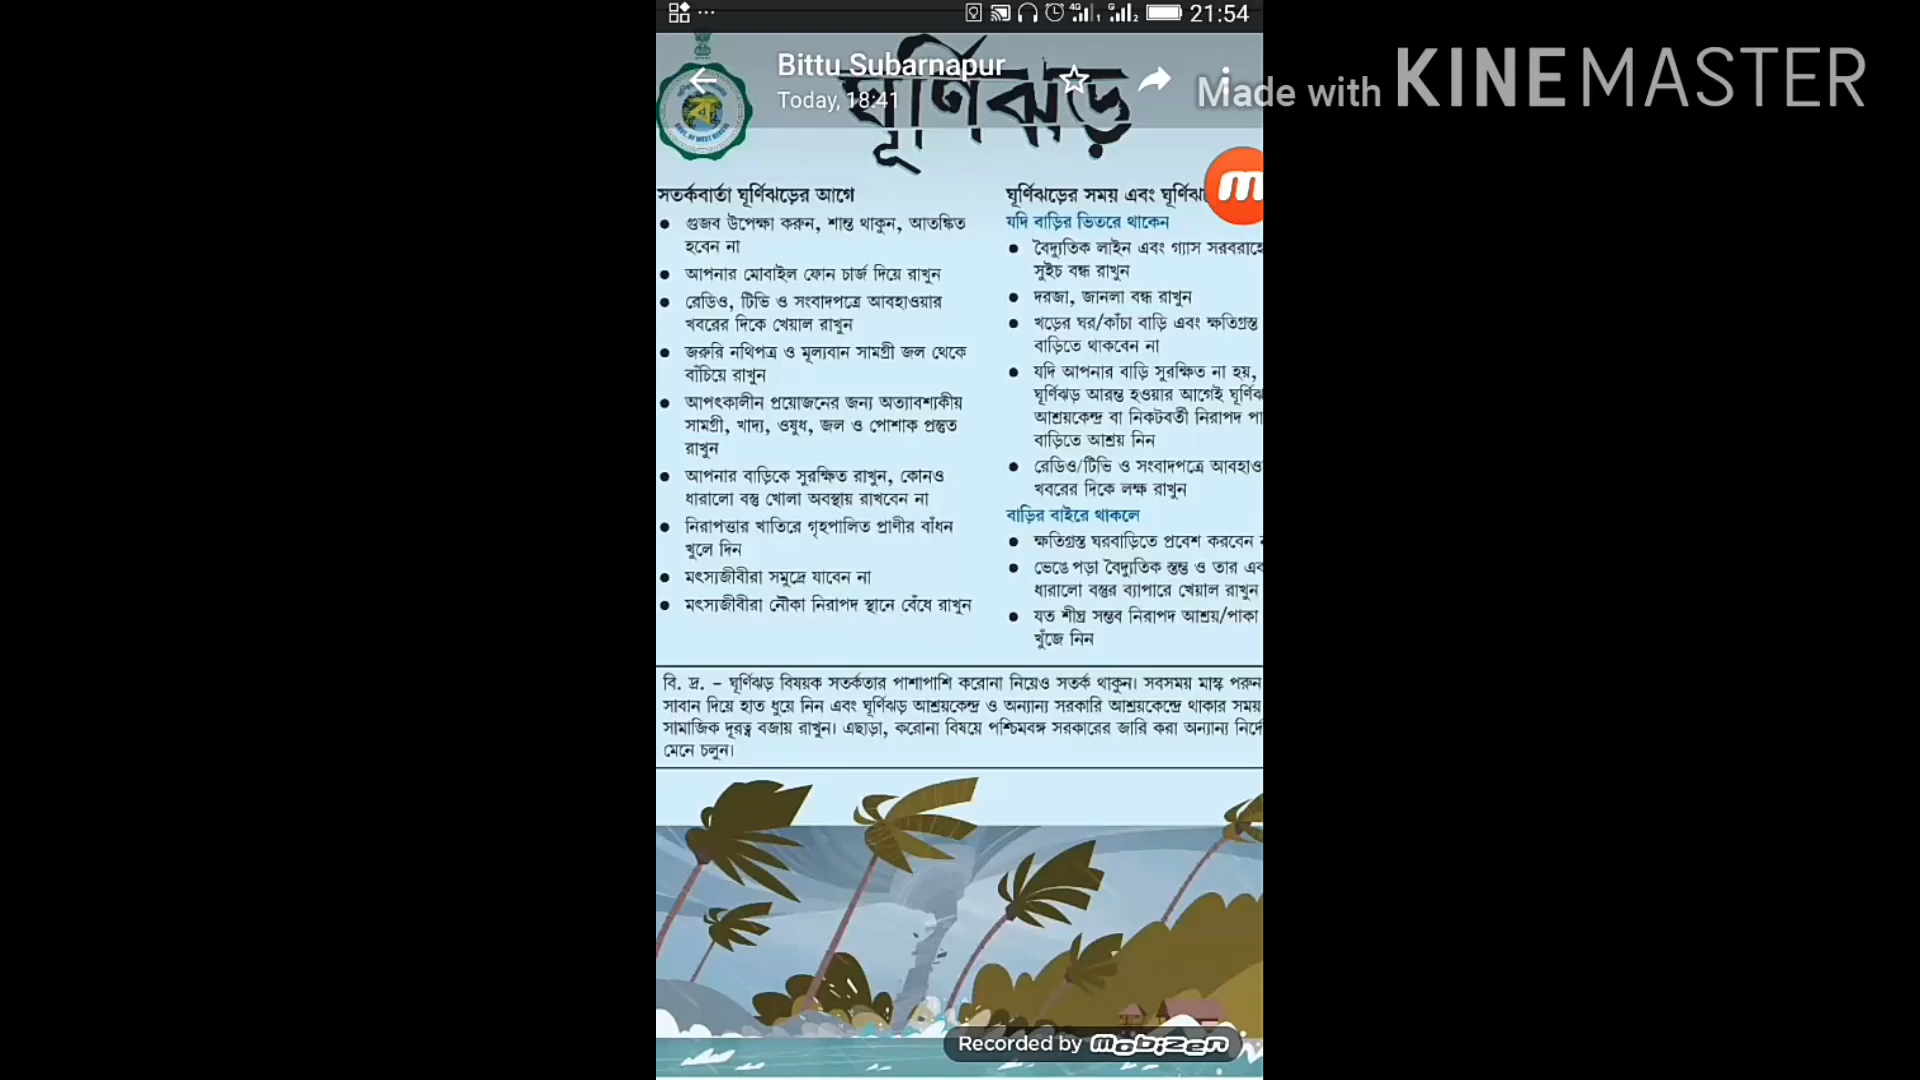 21:54
Bittu Subarnapur
Today, 18:41
Made with KINEMASTER
ঘূর্ণিঝড়
সতর্কবার্তা ঘূর্ণিঝড়ের আগে
● গুজব উপেক্ষা করুন, শান্ত থাকুন, আতঙ্কিত
হবেন না
● আপনার মোবাইল ফোন চার্জ দিয়ে রাখুন
● রেডিও, টিভি ও সংবাদপত্রে আবহাওয়ার
খবরের দিকে খেয়াল রাখুন
● জরুরি নথিপত্র ও মূল্যবান সামগ্রী জল থেকে
বাঁচিয়ে রাখুন
● আপৎকালীন প্রয়োজনের জন্য অত্যাবশ্যকীয়
সামগ্রী, খাদ্য, ওষুধ, জল ও পোশাক প্রস্তুত
রাখুন
● আপনার বাড়িকে সুরক্ষিত রাখুন, কোনও
ধারালো বস্তু খোলা অবস্থায় রাখবেন না
● নিরাপত্তার খাতিরে গৃহপালিত প্রাণীর বাঁধন
খুলে দিন
● মৎস্যজীবীরা সমুদ্রে যাবেন না
● মৎস্যজীবীরা নৌকা নিরাপদ স্থানে বেঁধে রাখুন
ঘূর্ণিঝড়ের সময় এবং
যদি বাড়ির ভিতরে থাকেন
● বৈদ্যুতিক লাইন এবং গ্যাস সরবরাহে
সুইচ বন্ধ রাখুন
● দরজা, জানলা বন্ধ রাখুন
● খড়ের ঘর/কাঁচা বাড়ি এবং ক্ষতিগ্রস্ত
বাড়িতে থাকবেন না
● যদি আপনার বাড়ি সুরক্ষিত না হয়,
ঘূর্ণিঝড় আরম্ভ হওয়ার আগেই
আশ্রয়কেন্দ্র বা নিকটবর্তী নিরাপদ পা
বাড়িতে আশ্রয় নিন
● রেডিও/টিভি ও সংবাদপত্রে আবহাও
খবরের দিকে লক্ষ রাখুন
বাড়ির বাইরে থাকলে
● ক্ষতিগ্রস্ত ঘরবাড়িতে প্রবেশ করবেন
● ভেঙে পড়া বৈদ্যুতিক স্তম্ভ ও তার এব
ধারালো বস্তুর ব্যাপারে খেয়াল রাখুন
● যত শীঘ্র সম্ভব নিরাপদ আশ্রয়/পাকা
খুঁজে নিন
বি. দ্র. – ঘূর্ণিঝড় বিষয়ক সতর্কতার পাশাপাশি করোনা নিয়েও সতর্ক থাকুন। সবসময় মাস্ক পরুন
সাবান দিয়ে হাত ধুয়ে নিন এবং ঘূর্ণিঝড় আশ্রয়কেন্দ্র ও অন্যান্য সরকারি আশ্রয়কেন্দ্রে থাকার সময়
সামাজিক দূরত্ব বজায় রাখুন। এছাড়া, করোনা বিষয়ে পশ্চিমবঙ্গ সরকারের জারি করা অন্যান্য নির্দে
মেনে চলুন।
Recorded by Mobizen